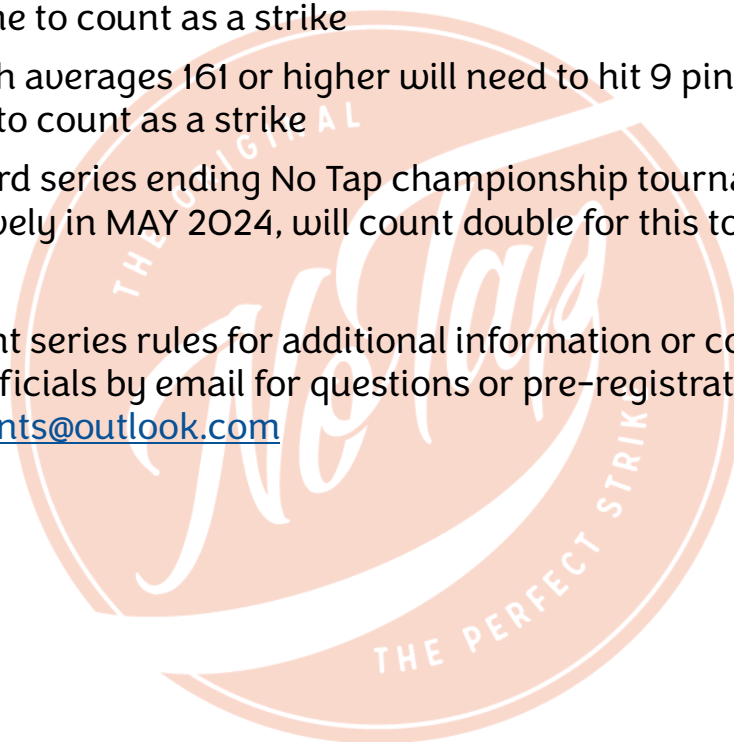 ne to count as a strike
h averages 161 or higher will need to hit 9 pin
to count as a strike
rd series ending No Tap championship tourna
vely in MAY 2024, will count double for this to
nt series rules for additional information or co
ficials by email for questions or pre-registrat
nts@outlook.com
THE ORIGINAL
No Tap
THE PERFECT STRIKE